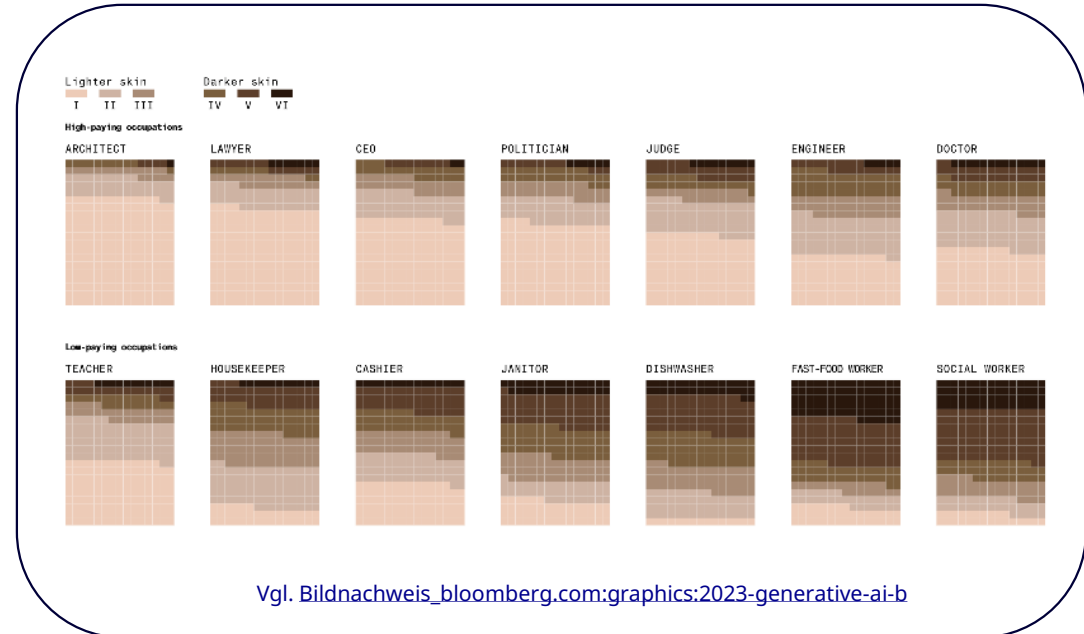 Lighter skin Darker skin
I II III IV V VI
High-paying occupations
ARCHITECT LAWYER CEO POLITICIAN JUDGE ENGINEER DOCTOR
Low-paying occupations
TEACHER HOUSEKEEPER CASHIER JANITOR DISHWASHER FAST-FOOD WORKER SOCIAL WORKER
Vgl. Bildnachweis_bloomberg.com:graphics:2023-generative-ai-b